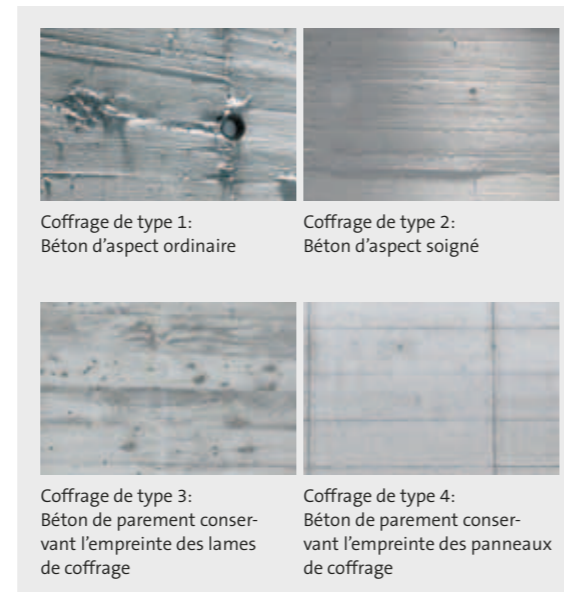 Coffrage de type 1:
Béton d’aspect ordinaire
Coffrage de type 2:
Béton d’aspect soigné
Coffrage de type 3:
Béton de parement conser-
vant l’empreinte des lames
de coffrage
Coffrage de type 4:
Béton de parement conser-
vant l’empreinte des panneaux
de coffrage